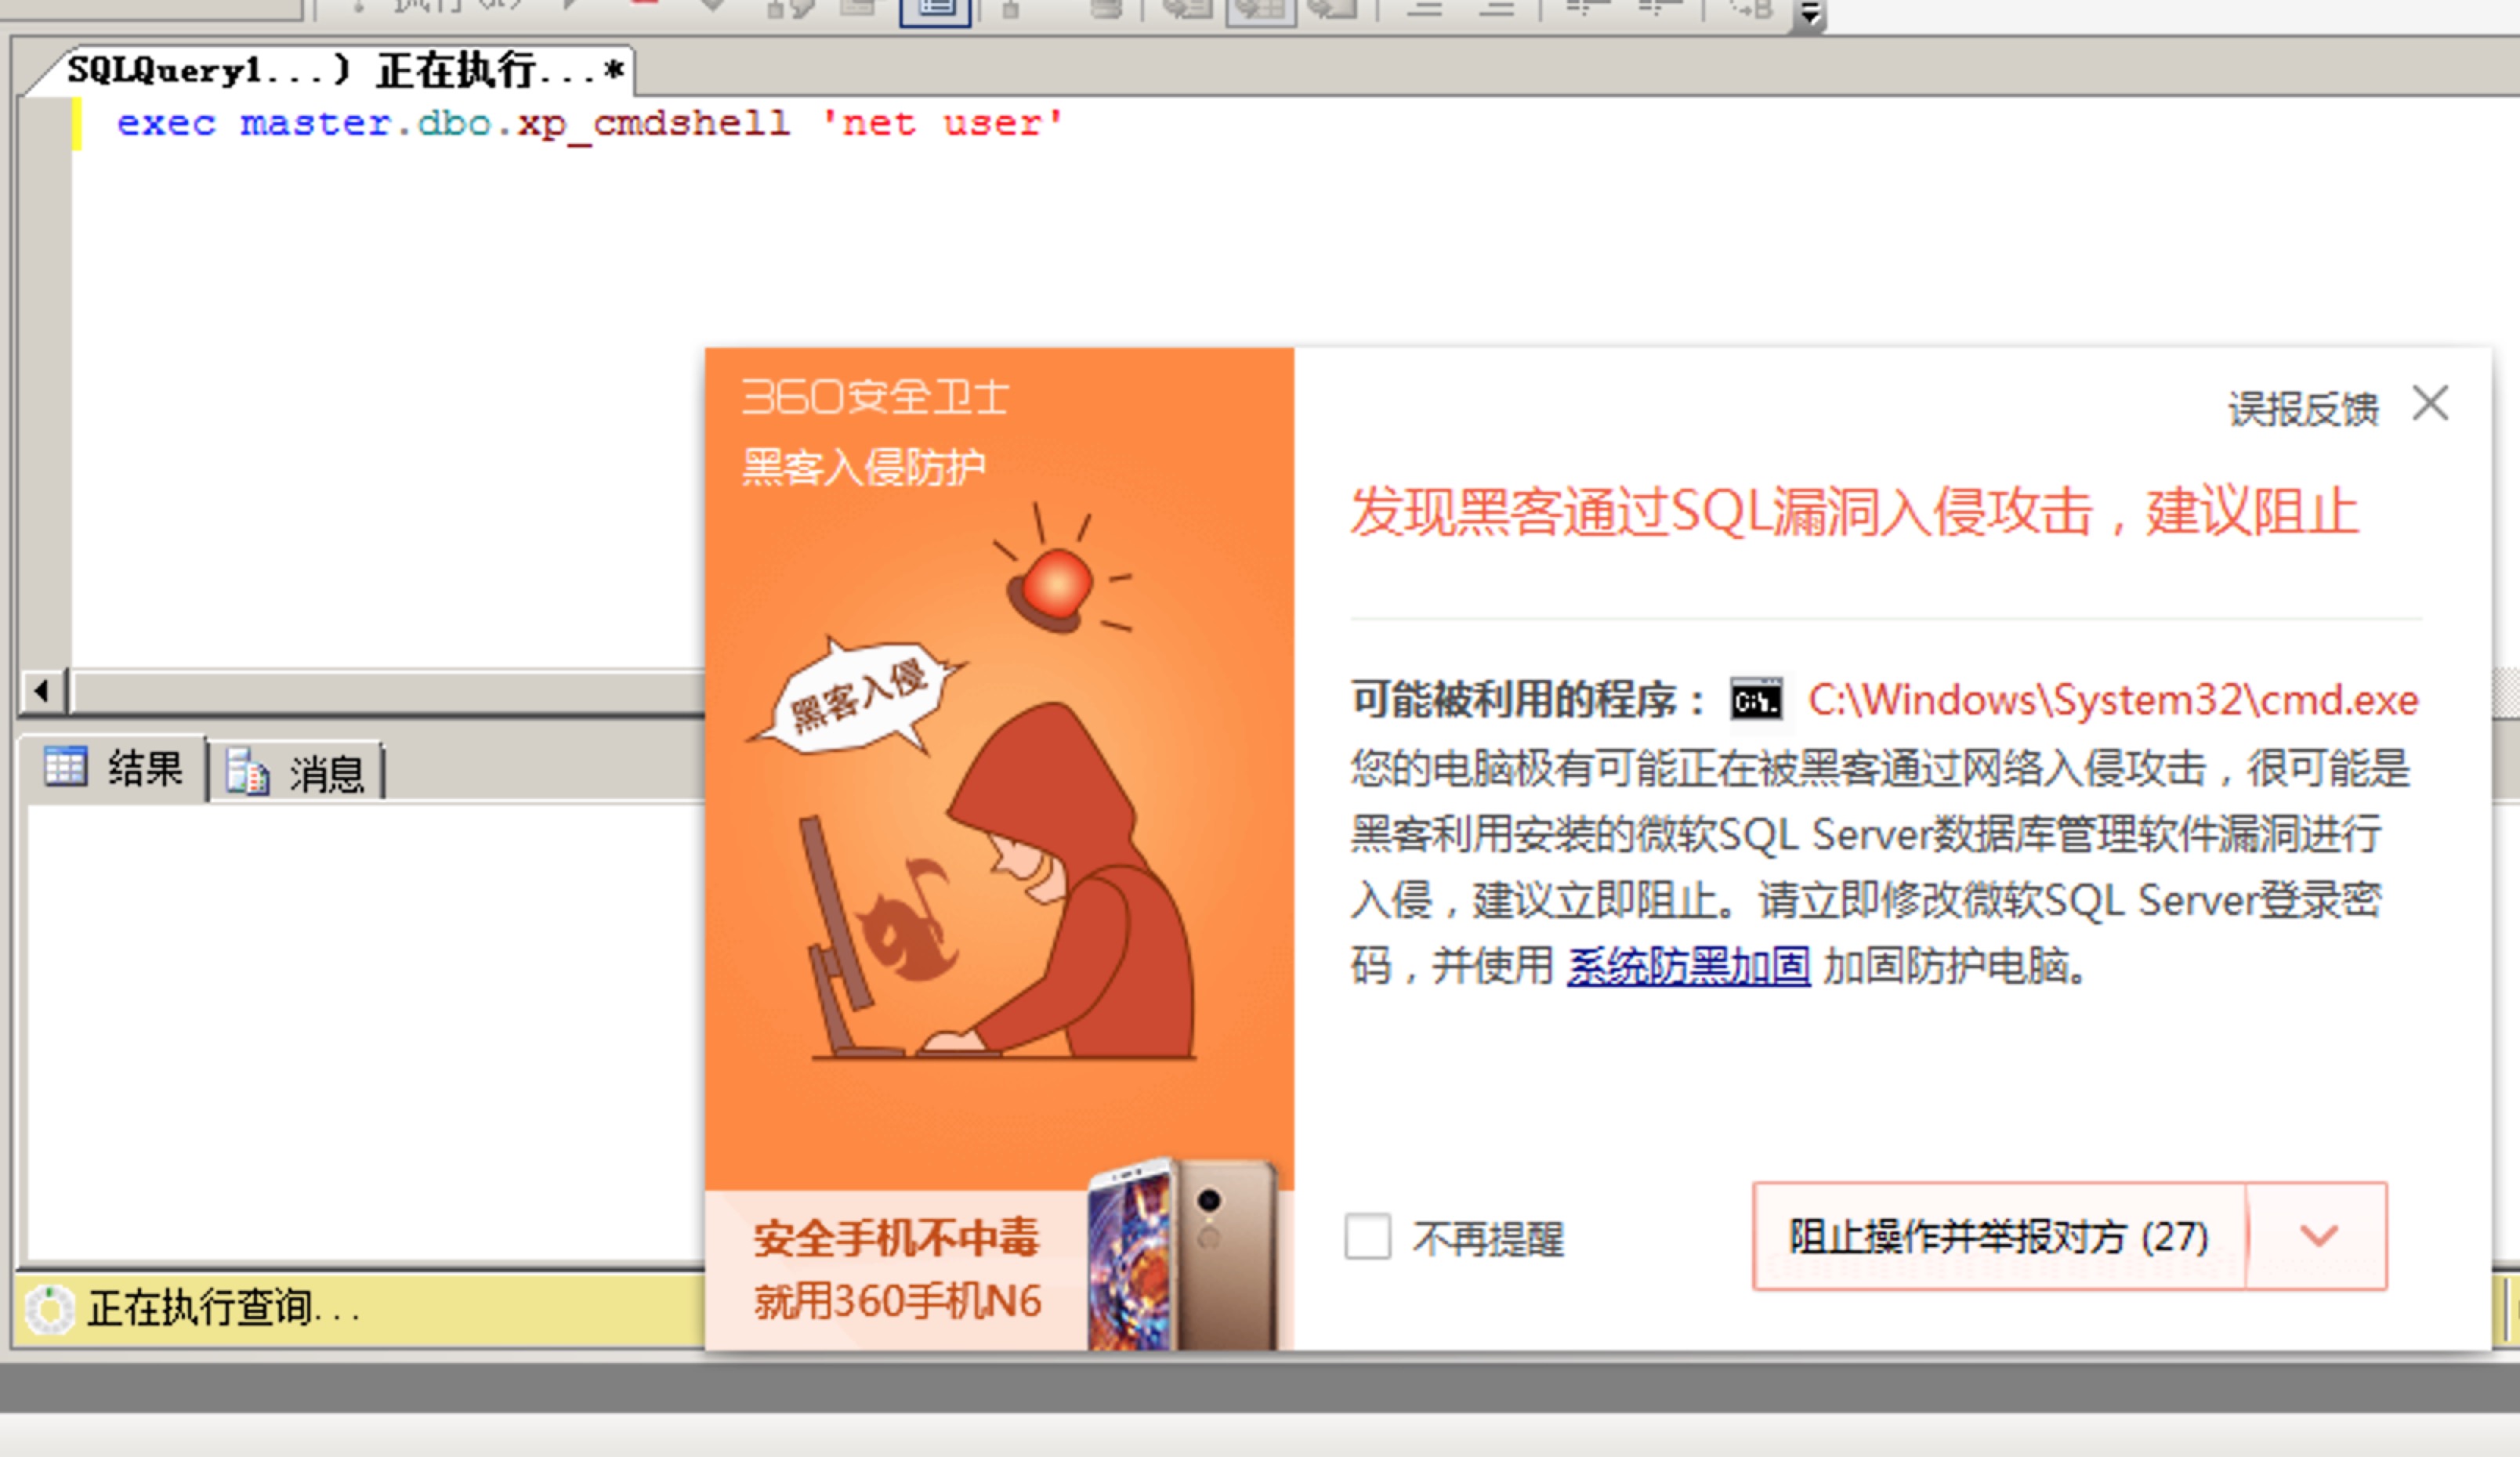 SQLQuery1...) 正在执行...*
exec master.dbo.xp_cmdshell 'net user'
360安全卫士
黑客入侵防护
黑客入侵
误报反馈
发现黑客通过SQL漏洞入侵攻击，建议阻止
可能被利用的程序： C:\Windows\System32\cmd.exe
您的电脑极有可能正在被黑客通过网络入侵攻击，很可能是
黑客利用安装的微软SQL Server数据库管理软件漏洞进行
入侵，建议立即阻止。请立即修改微软SQL Server登录密
码，并使用 系统防黑加固 加固防护电脑。
结果
消息
安全手机不中毒
就用360手机N6
不再提醒
阻止操作并举报对方 (27)
正在执行查询...